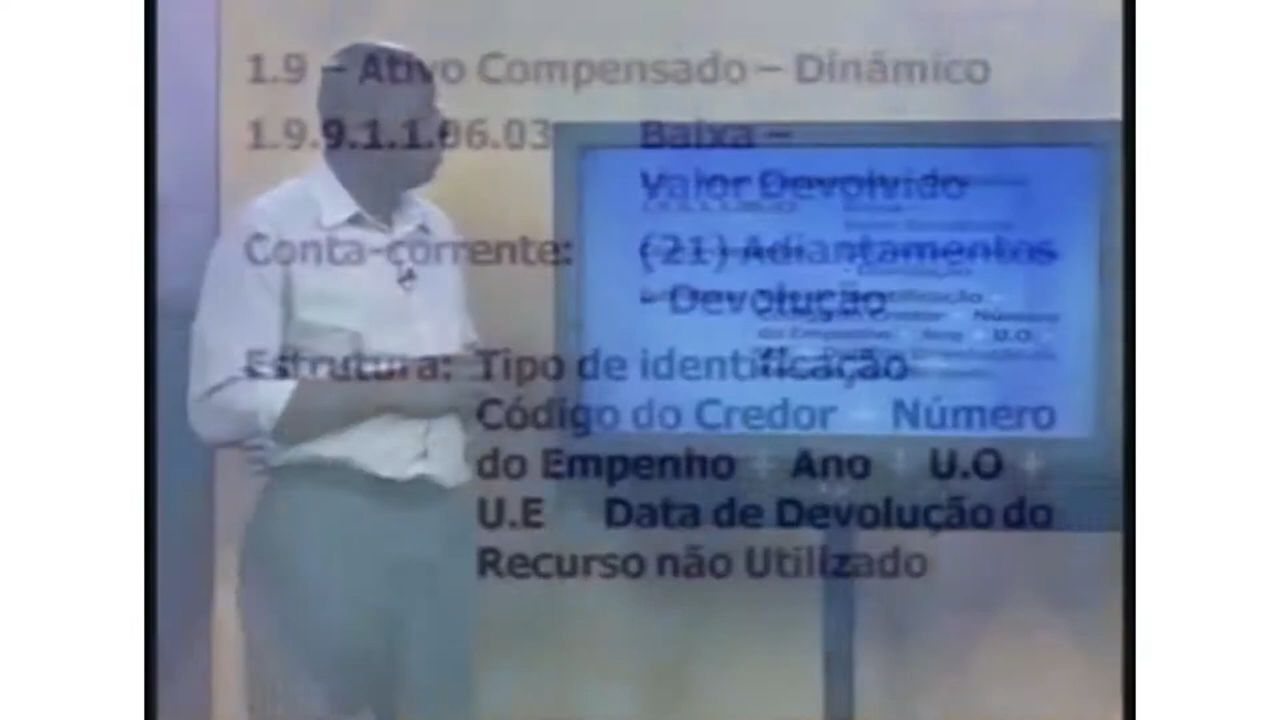 1.9 – Ativo Compensado – Dinâmico
1.9.9.1.1.06.03 Baixa –
Valor Devolvido
Conta-corrente: (21) Adiantamentos
– Devolução
Estrutura: Tipo de identificação
Código do Credor Número
do Empenho + Ano + U.O +
U.E Data de Devolução do
Recurso não Utilizado